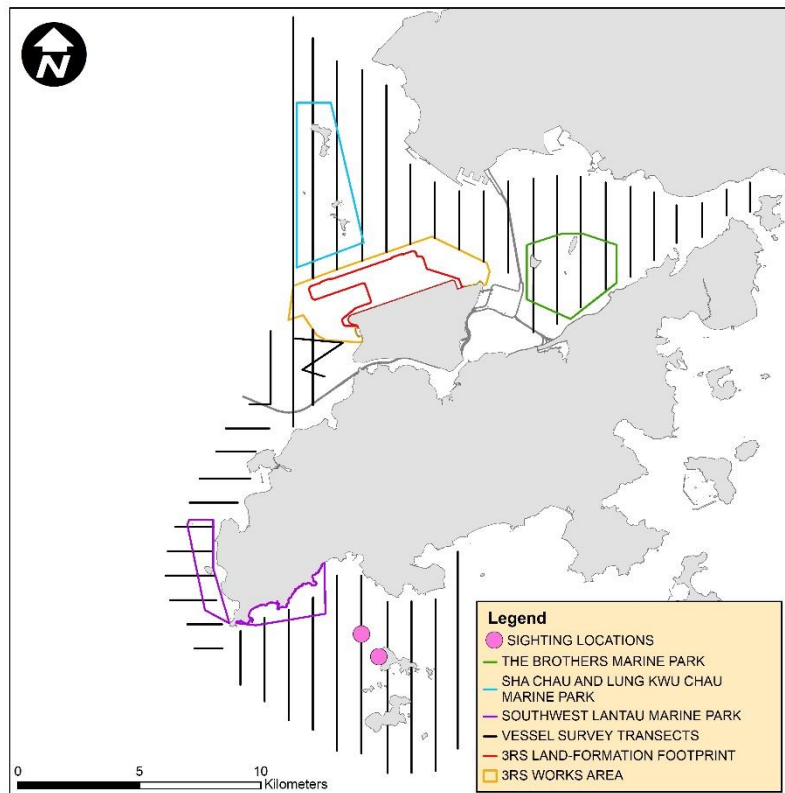 N
Legend
SIGHTING LOCATIONS
THE BROTHERS MARINE PARK
SHA CHAU AND LUNG KWU CHAU
MARINE PARK
SOUTHWEST LANTAU MARINE PARK
VESSEL SURVEY TRANSECTS
3RS LAND-FORMATION FOOTPRINT
3RS WORKS AREA
0 5 10
Kilometers